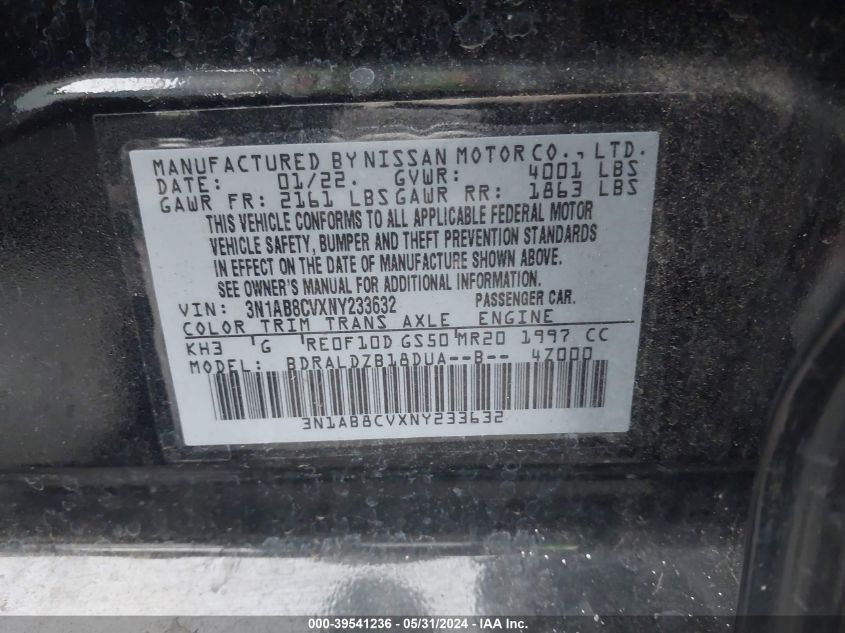 MANUFACTURED BY NISSAN MOTOR CO., LTD.
DATE: 01/22. GVWR: 4001 LBS
GAWR FR: 2161 LBS GAWR RR: 1863 LBS
THIS VEHICLE CONFORMS TO ALL APPLICABLE FEDERAL MOTOR
VEHICLE SAFETY, BUMPER AND THEFT PREVENTION STANDARDS
IN EFFECT ON THE DATE OF MANUFACTURE SHOWN ABOVE.
SEE OWNER'S MANUAL FOR ADDITIONAL INFORMATION.
VIN: 3N1AB8CVXNY233632 PASSENGER CAR.
COLOR TRIM TRANS AXLE ENGINE
KH3 'G 'RE0F10D GS50 'MR20 1997 CC
MODEL: BDRALDZB18DUA--B-- 4Z000
3N1AB8CVXNY233632
000-39541236 - 05/31/2024 - © IAA, Inc.